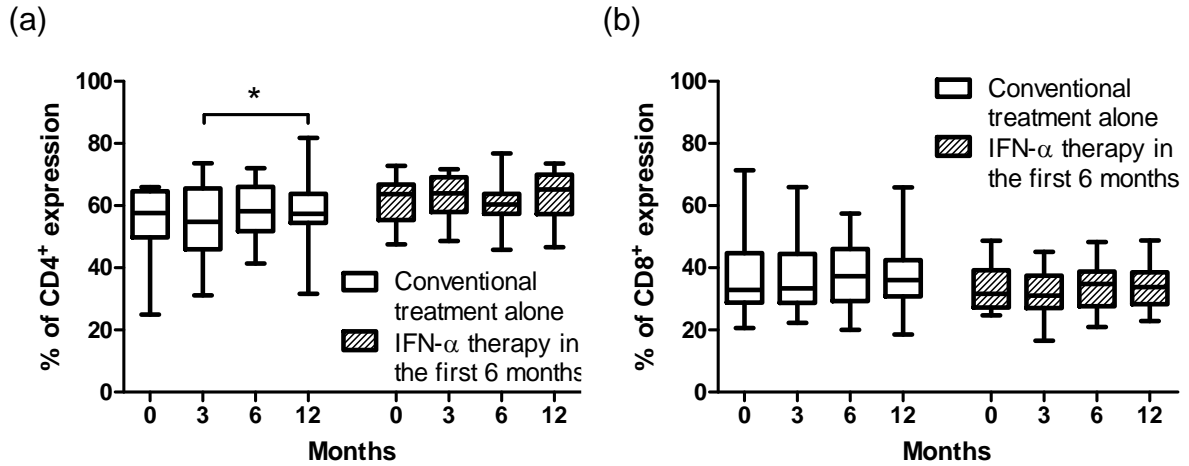 (a)
% of CD4+ expression
100
80
60
40
20
0
*
Conventional
treatment alone
IFN-α therapy in
the first 6 months
0 3 6 12 0 3 6 12
Months
(b)
% of CD8+ expression
100
80
60
40
20
0
Conventional
treatment alone
IFN-α therapy in
the first 6 months
0 3 6 12 0 3 6 12
Months